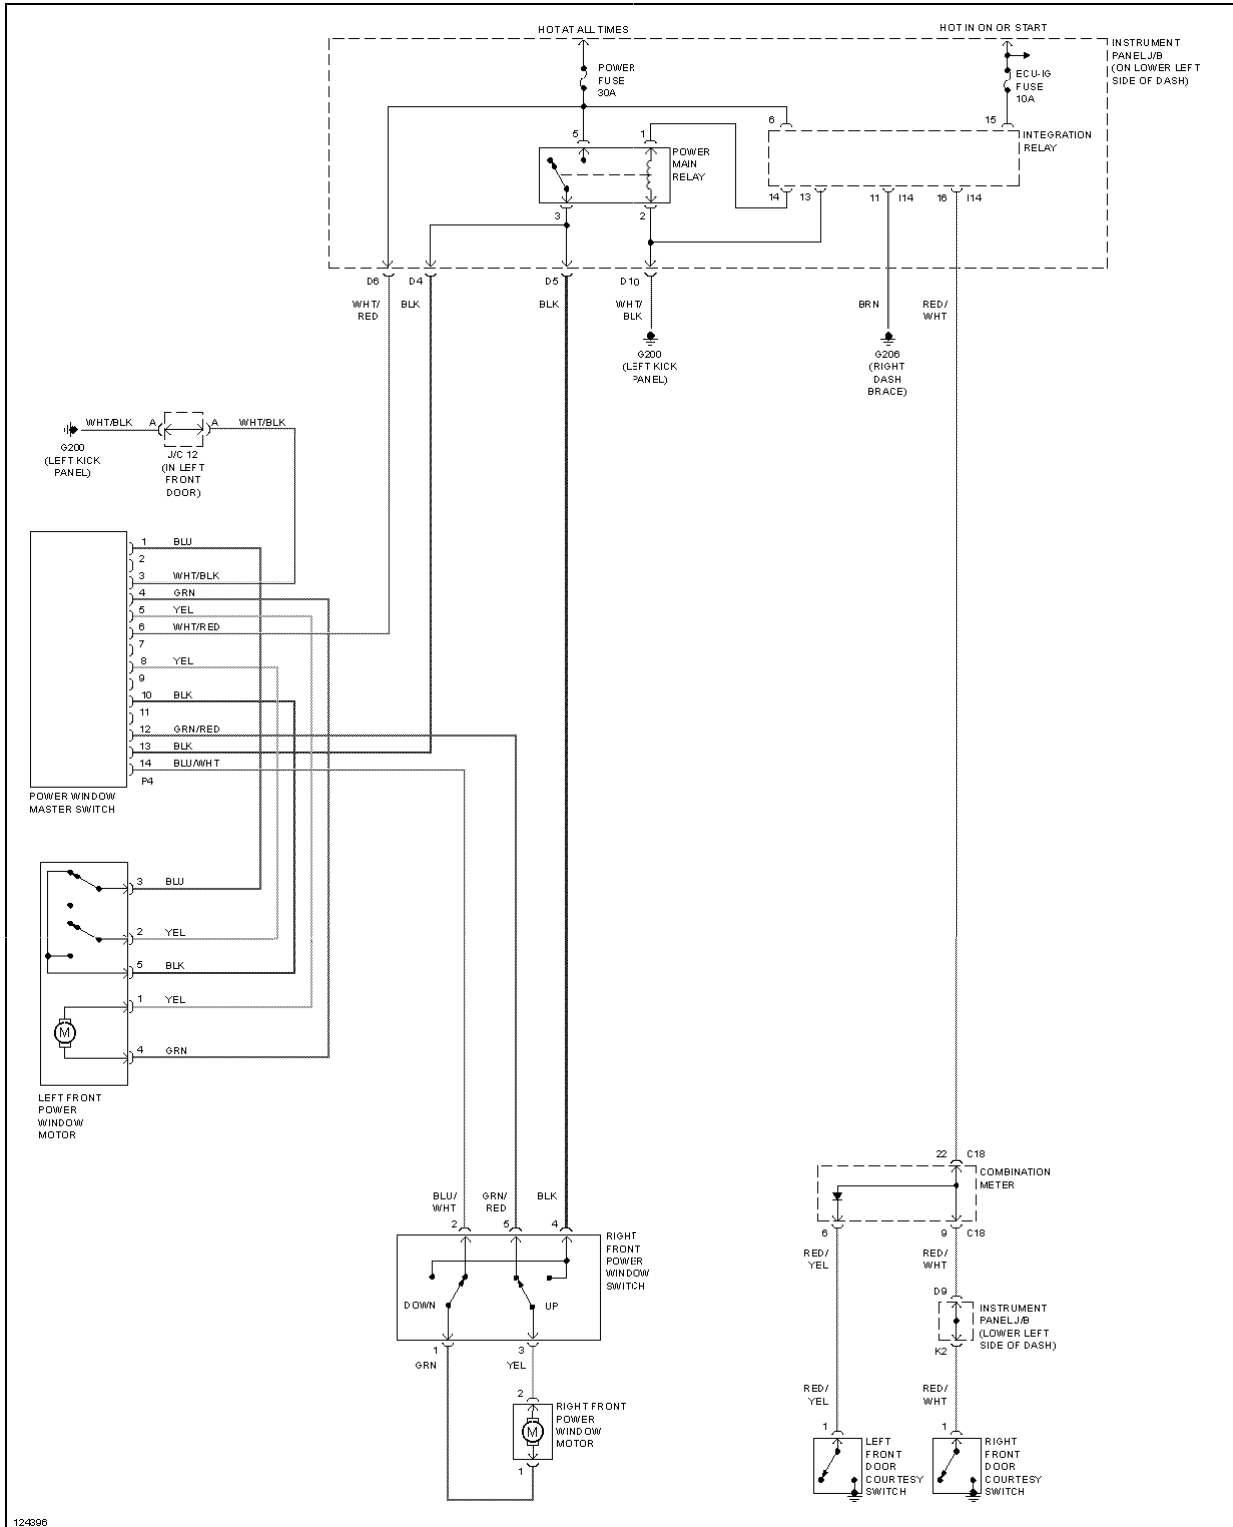 HOT AT ALL TIMES
HOT IN ON OR START
INSTRUMENT
PANEL J/B
(ON LOWER LEFT
SIDE OF DASH)
POWER
FUSE
30A
ECU-IG
FUSE
10A
5
1
6
15
INTEGRATION
RELAY
POWER
MAIN
RELAY
3
2
14
13
11
I14
16
I14
D6
D4
D5
D10
WHT/
RED
BLK
BLK
WHT/
BLK
BRN
RED/
WHT
G200
(LEFT KICK
PANEL)
G206
(RIGHT
DASH
BRACE)
WHT/BLK
A
A
WHT/BLK
G200
(LEFT KICK
PANEL)
J/C 12
(IN LEFT
FRONT
DOOR)
1 BLU
2
3 WHT/BLK
4 GRN
5 YEL
6 WHT/RED
7
8 YEL
9
10 BLK
11
12 GRN/RED
13 BLK
14 BLU/WHT
P4
POWER WINDOW
MASTER SWITCH
3 BLU
2 YEL
5 BLK
1 YEL
M
4 GRN
LEFT FRONT
POWER
WINDOW
MOTOR
22
C18
COMBINATION
METER
6
9
C18
BLU/
WHT
GRN/
RED
BLK
2
5
4
RIGHT
FRONT
POWER
WINDOW
SWITCH
DOWN
UP
1
3
GRN
YEL
2
RIGHT FRONT
POWER
WINDOW
MOTOR
M
1
RED/
YEL
RED/
WHT
D9
INSTRUMENT
PANEL J/B
(LOWER LEFT
SIDE OF DASH)
K2
RED/
YEL
RED/
WHT
1
1
LEFT
FRONT
DOOR
COURTESY
SWITCH
RIGHT
FRONT
DOOR
COURTESY
SWITCH
124396